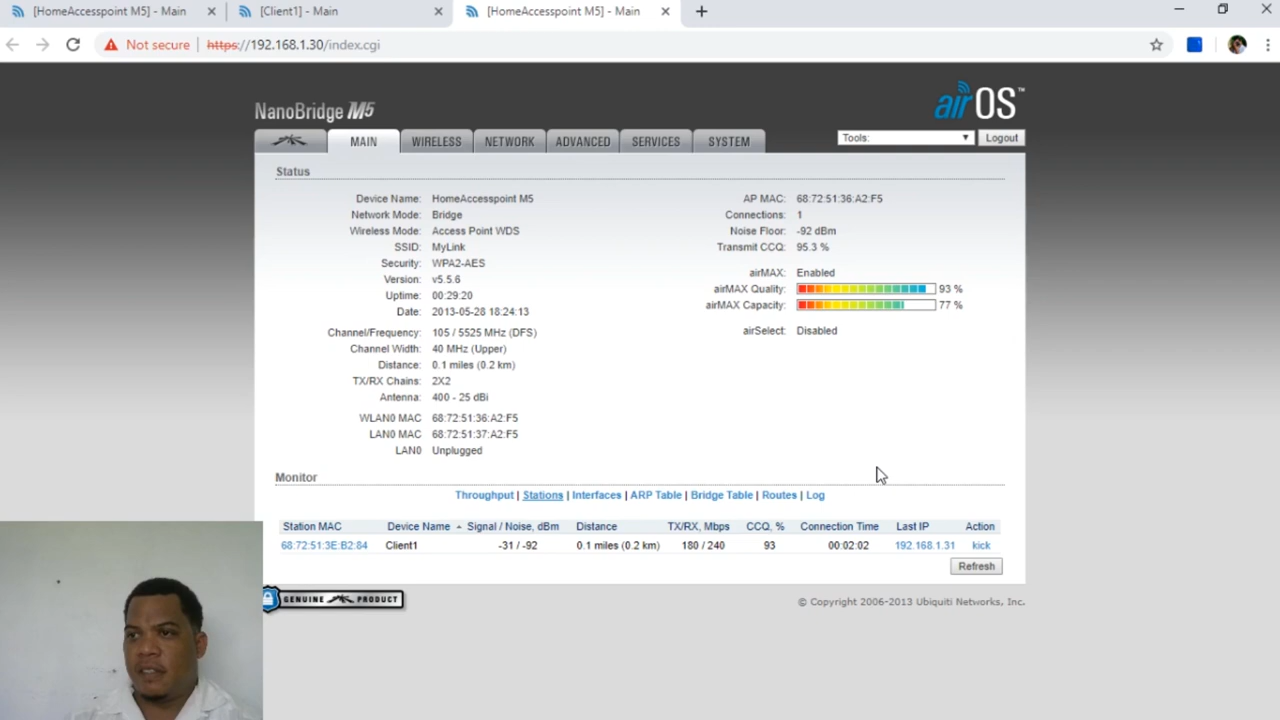 [HomeAccesspoint M5] - Main
[Client1] - Main
[HomeAccesspoint M5] - Main
Not secure | https://192.168.1.30/index.cgi
NanoBridge M5
airOS™
MAIN WIRELESS NETWORK ADVANCED SERVICES SYSTEM
Tools: Logout
Status
Device Name: HomeAccesspoint M5
Network Mode: Bridge
Wireless Mode: Access Point WDS
SSID: MyLink
Security: WPA2-AES
Version: v5.5.6
Uptime: 00:29:20
Date: 2013-05-28 18:24:13
Channel/Frequency: 105 / 5525 MHz (DFS)
Channel Width: 40 MHz (Upper)
Distance: 0.1 miles (0.2 km)
TX/RX Chains: 2X2
Antenna: 400 - 25 dBi
WLAN0 MAC 68:72:51:36:A2:F5
LAN0 MAC 68:72:51:37:A2:F5
LAN0 Unplugged
AP MAC: 68:72:51:36:A2:F5
Connections: 1
Noise Floor: -92 dBm
Transmit CCQ: 95.3 %
airMAX: Enabled
airMAX Quality: 93 %
airMAX Capacity: 77 %
airSelect: Disabled
Monitor
Throughput | Stations | Interfaces | ARP Table | Bridge Table | Routes | Log
Station MAC Device Name Signal / Noise, dBm Distance TX/RX, Mbps CCQ, % Connection Time Last IP Action
68:72:51:3E:B2:84 Client1 -31 / -92 0.1 miles (0.2 km) 180 / 240 93 00:02:02 192.168.1.31 kick
Refresh
GENUINE PRODUCT
© Copyright 2006-2013 Ubiquiti Networks, Inc.